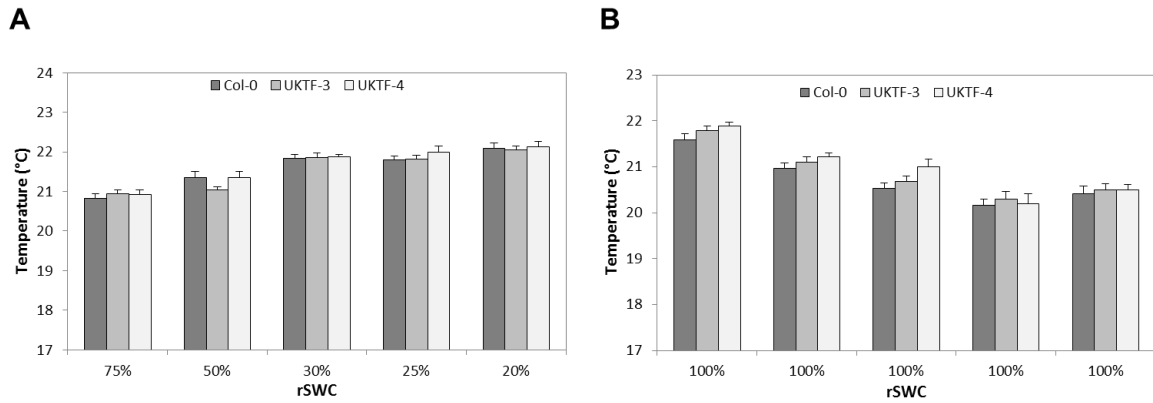 A
B
Col-0 UKTF-3 UKTF-4
Temperature (°C)
24
23
22
21
20
19
18
17
75% 50% 30% 25% 20%
rSWC
Col-0 UKTF-3 UKTF-4
Temperature (°C)
23
22
21
20
19
18
17
100% 100% 100% 100% 100%
rSWC